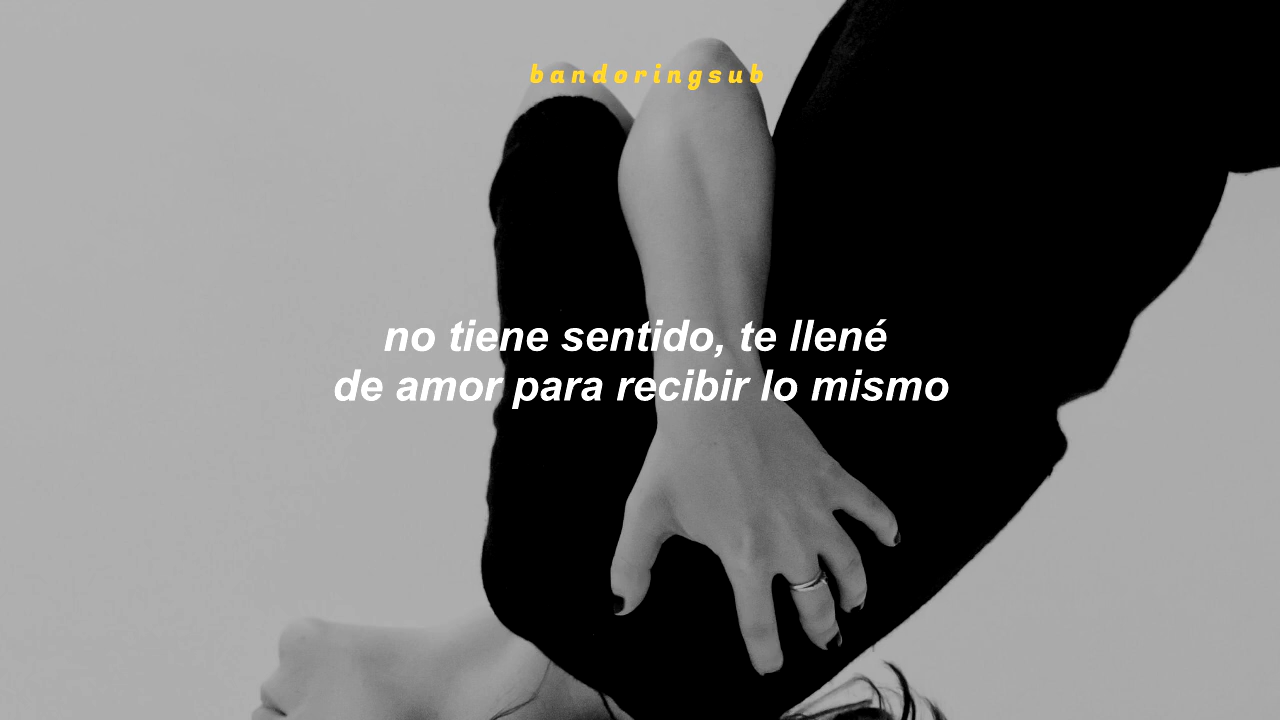 bandoringsub
no tiene sentido, te llené
de amor para recibir lo mismo